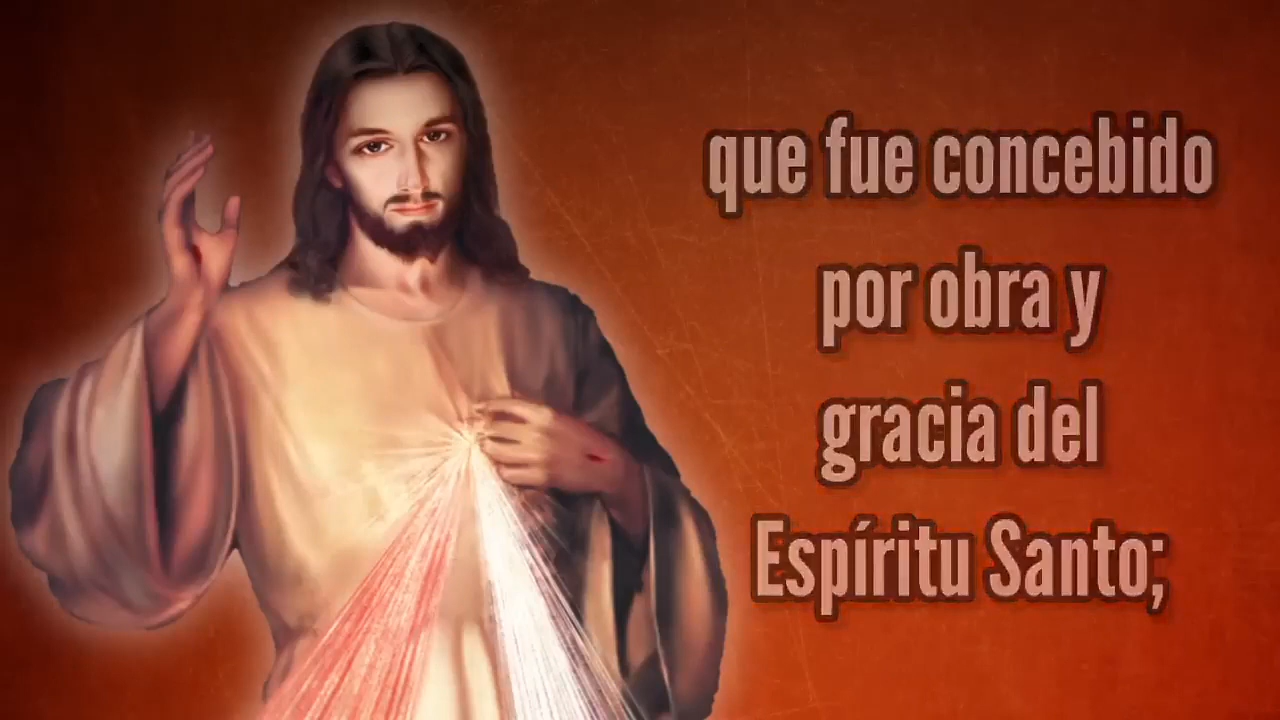 que fue concebido
por obra y
gracia del
Espíritu Santo;